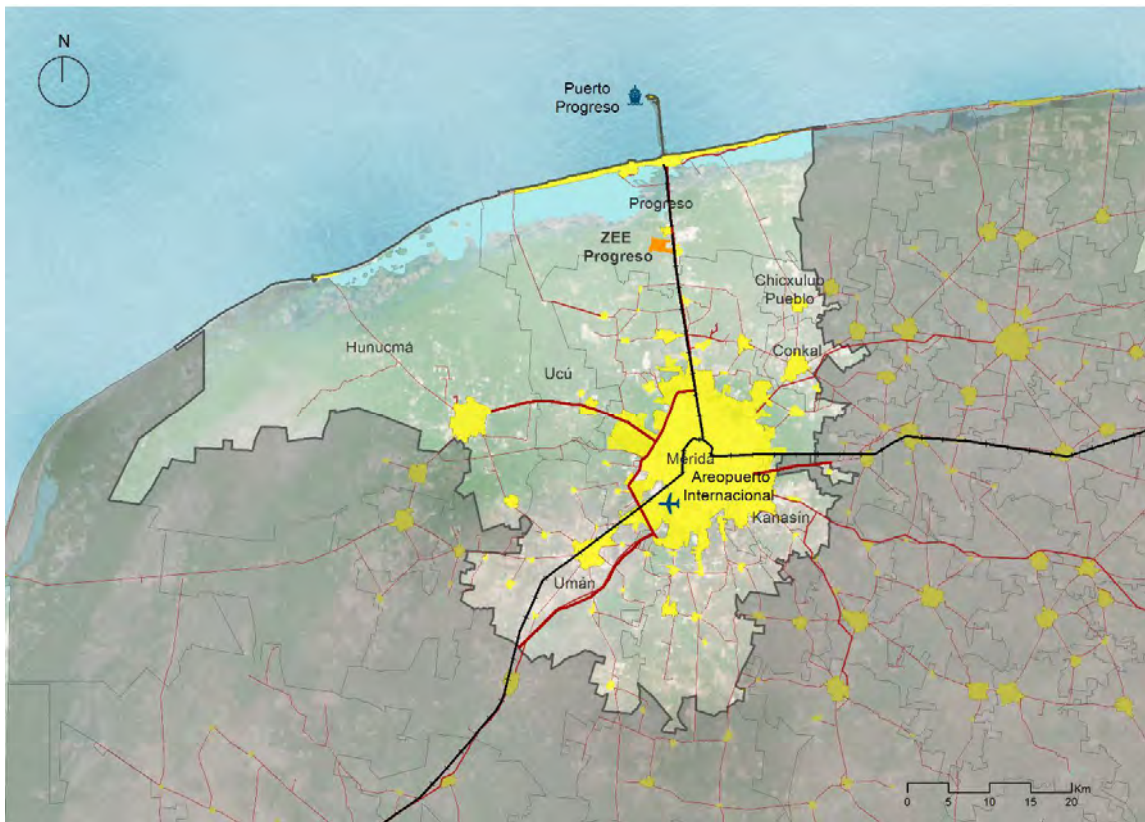 N
Puerto
Progreso
Progreso
ZEE
Progreso
Chicxulub
Pueblo
Hunucmá
Conkal
Ucú
Mérida
Areopuerto
Internacional
Kanasín
Umán
Km
0 5 10 15 20